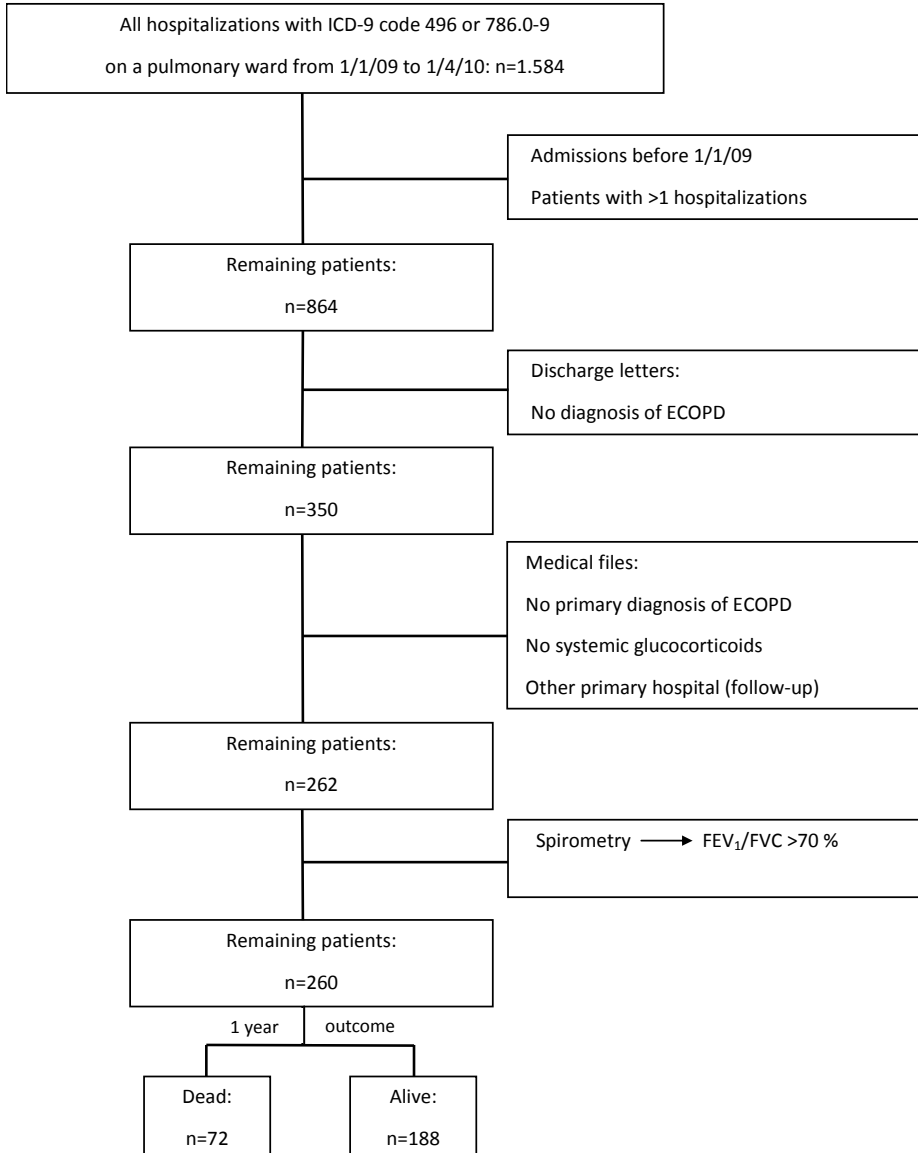 All hospitalizations with ICD-9 code 496 or 786.0-9
on a pulmonary ward from 1/1/09 to 1/4/10: n=1.584
Admissions before 1/1/09
Patients with >1 hospitalizations
Remaining patients:
n=864
Discharge letters:
No diagnosis of ECOPD
Remaining patients:
n=350
Medical files:
No primary diagnosis of ECOPD
No systemic glucocorticoids
Other primary hospital (follow-up)
Remaining patients:
n=262
Spirometry → FEV₁/FVC >70 %
Remaining patients:
n=260
1 year outcome
Dead:
n=72
Alive:
n=188